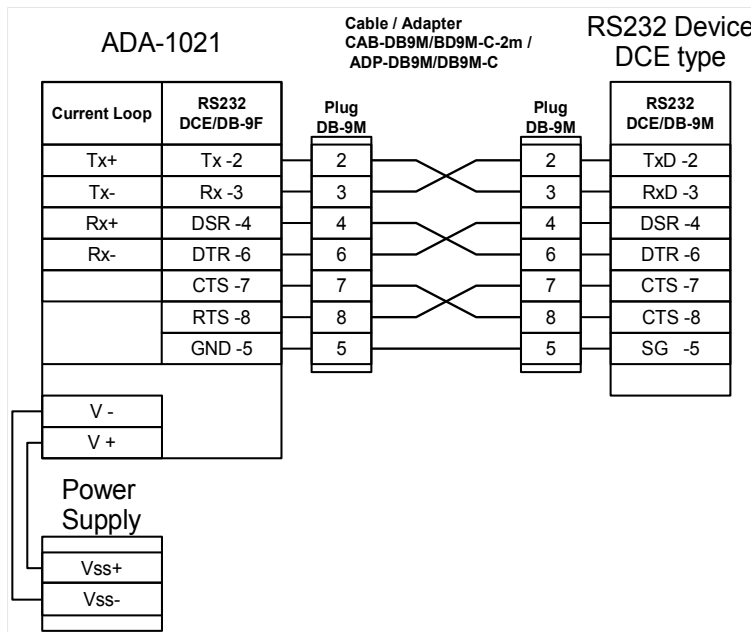 ADA-1021
Cable / Adapter
CAB-DB9M/BD9M-C-2m /
ADP-DB9M/DB9M-C
RS232 Device
DCE type
Current Loop
RS232
DCE/DB-9F
Plug
DB-9M
Plug
DB-9M
RS232
DCE/DB-9M
Tx+ Tx -2 2 2 TxD -2
Tx- Rx -3 3 3 RxD -3
Rx+ DSR -4 4 4 DSR -4
Rx- DTR -6 6 6 DTR -6
CTS -7 7 7 CTS -7
RTS -8 8 8 CTS -8
GND -5 5 5 SG -5
V -
V +
Power
Supply
Vss+
Vss-